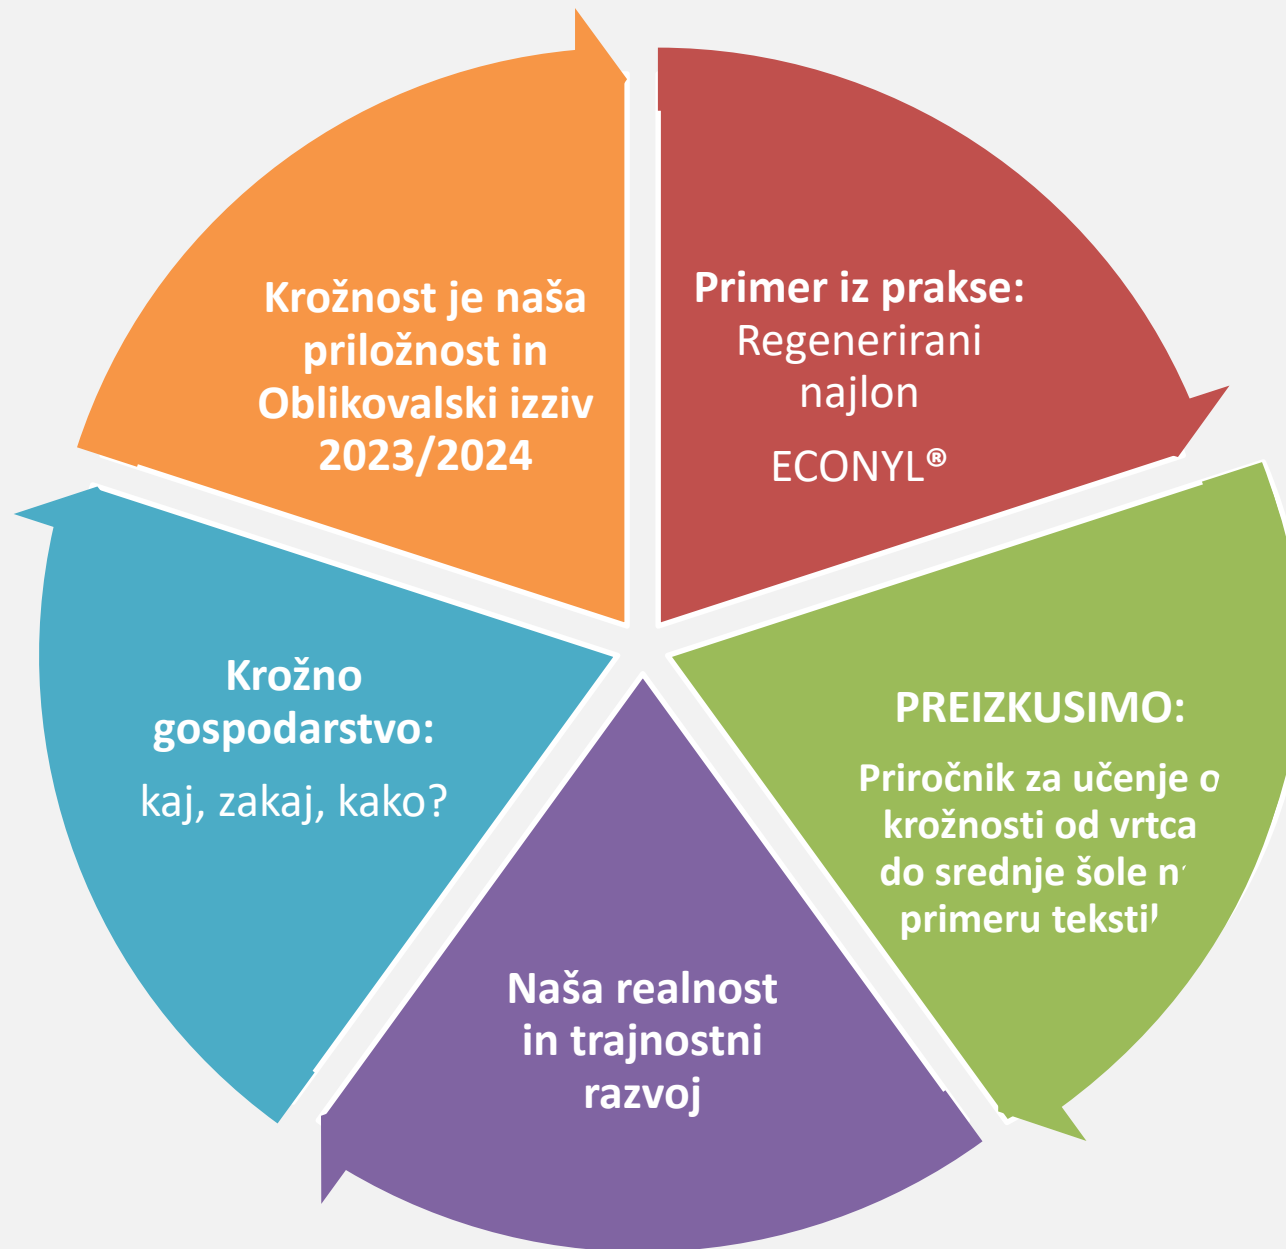 Primer iz prakse:
Regenerirani
najlon
ECONYL®
PREIZKUSIMO:
Priročnik za učenje o
krožnosti od vrtca
do srednje šole
primeru
Naša realnost
in trajnostni
razvoj
Krožno
gospodarstvo:
kaj, zakaj, kako?
Krožnost je naša
priložnost in
Oblikovalski izziv
2023/2024